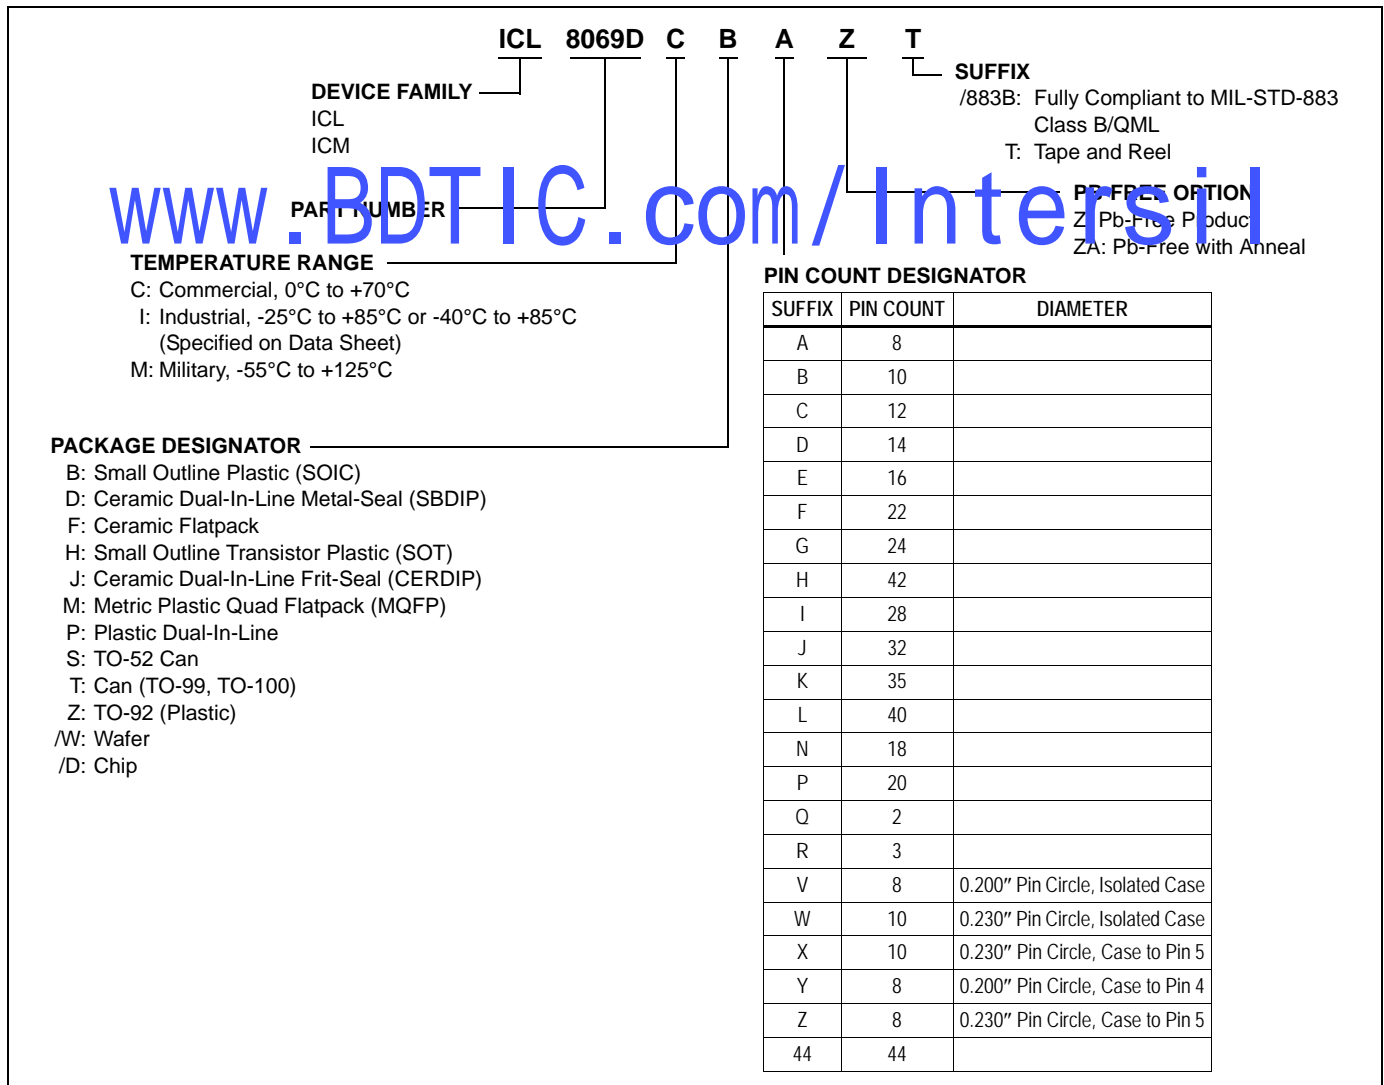 ICL 8069D C B A Z T
DEVICE FAMILY
ICL
ICM
SUFFIX
/883B: Fully Compliant to MIL-STD-883
Class B/QML
T: Tape and Reel
www.BDTIC.com/Intersil
PART NUMBER
PB-FREE OPTION
Z: Pb-Free Product
ZA: Pb-Free with Anneal
TEMPERATURE RANGE
C: Commercial, 0°C to +70°C
I: Industrial, -25°C to +85°C or -40°C to +85°C
(Specified on Data Sheet)
M: Military, -55°C to +125°C
PACKAGE DESIGNATOR
B: Small Outline Plastic (SOIC)
D: Ceramic Dual-In-Line Metal-Seal (SBDIP)
F: Ceramic Flatpack
H: Small Outline Transistor Plastic (SOT)
J: Ceramic Dual-In-Line Frit-Seal (CERDIP)
M: Metric Plastic Quad Flatpack (MQFP)
P: Plastic Dual-In-Line
S: TO-52 Can
T: Can (TO-99, TO-100)
Z: TO-92 (Plastic)
/W: Wafer
/D: Chip
PIN COUNT DESIGNATOR
SUFFIX PIN COUNT DIAMETER
A 8
B 10
C 12
D 14
E 16
F 22
G 24
H 42
I 28
J 32
K 35
L 40
N 18
P 20
Q 2
R 3
V 8 0.200" Pin Circle, Isolated Case
W 10 0.230" Pin Circle, Isolated Case
X 10 0.230" Pin Circle, Case to Pin 5
Y 8 0.200" Pin Circle, Case to Pin 4
Z 8 0.230" Pin Circle, Case to Pin 5
44 44